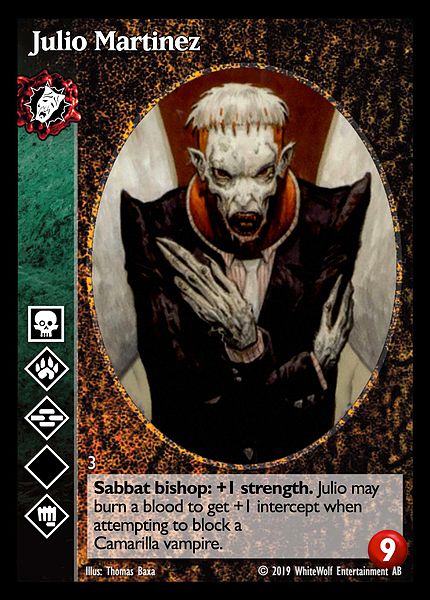 Julio Martinez
3
Sabbat bishop: +1 strength. Julio may
burn a blood to get +1 intercept when
attempting to block a
Camarilla vampire.
9
Illus: Thomas Baxa © 2019 WhiteWolf Entertainment AB